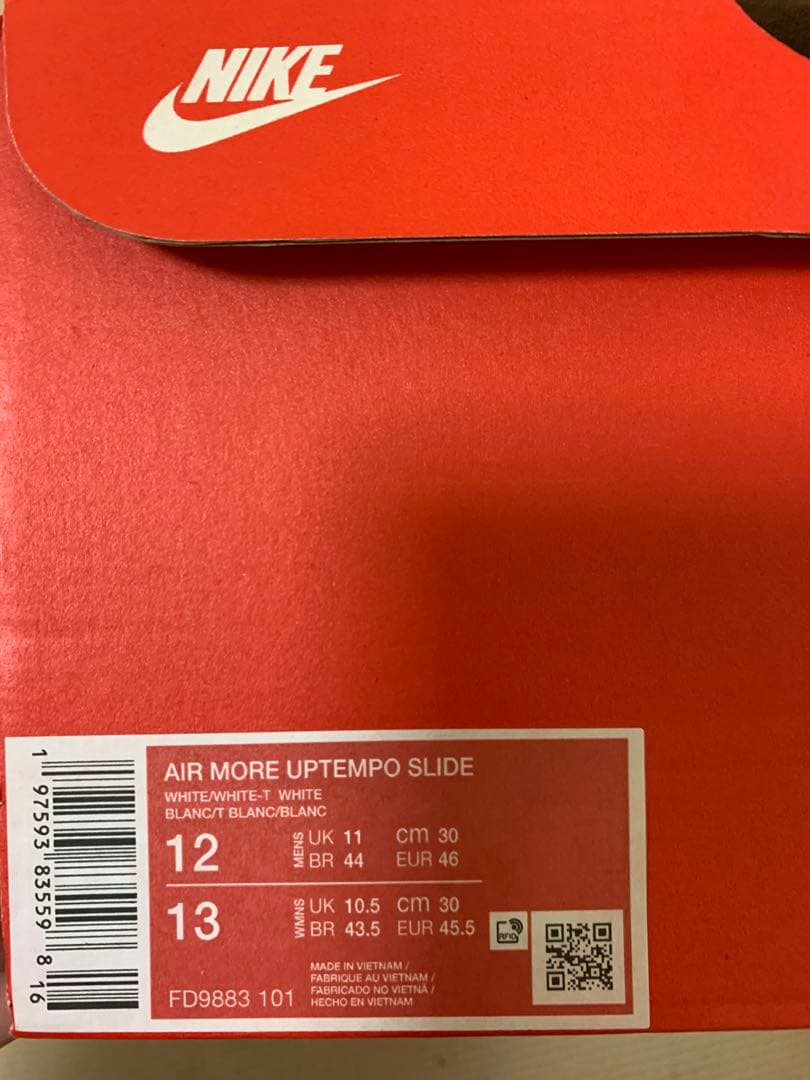 NIKE
AIR MORE UPTEMPO SLIDE
WHITE/WHITE-T WHITE
BLANC/T BLANC/BLANC
12 MENS UK 11 cm 30
BR 44 EUR 46
13 WMNS UK 10.5 cm 30
BR 43.5 EUR 45.5
RFID
FD9883 101
MADE IN VIETNAM /
FABRIQUE AU VIETNAM /
FABRICADO NO VIETNÁ /
HECHO EN VIETNAM
1 97593 83559 8 16